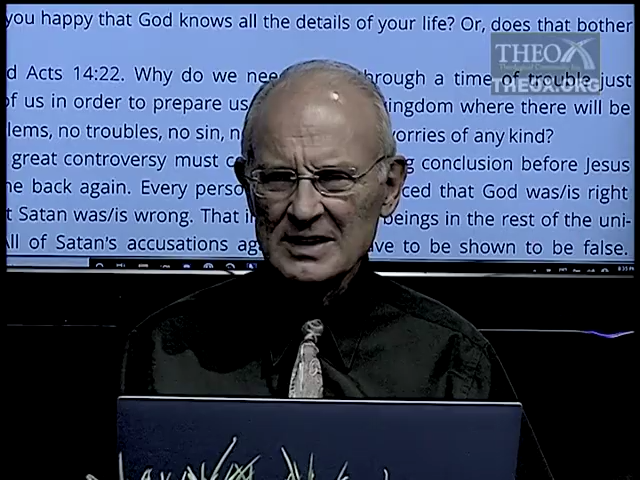 you happy that God knows all the details of your life? Or, does that bother
THEOX
THEOX.ORG
d Acts 14:22. Why do we nee hrough a time of trouble just
of us in order to prepare us kingdom where there will be
lems, no troubles, no sin, n worries of any kind?
great controversy must c g conclusion before Jesus
ne back again. Every perso ced that God was/is right
t Satan was/is wrong. That i beings in the rest of the uni-
All of Satan's accusations ag ave to be shown to be false.